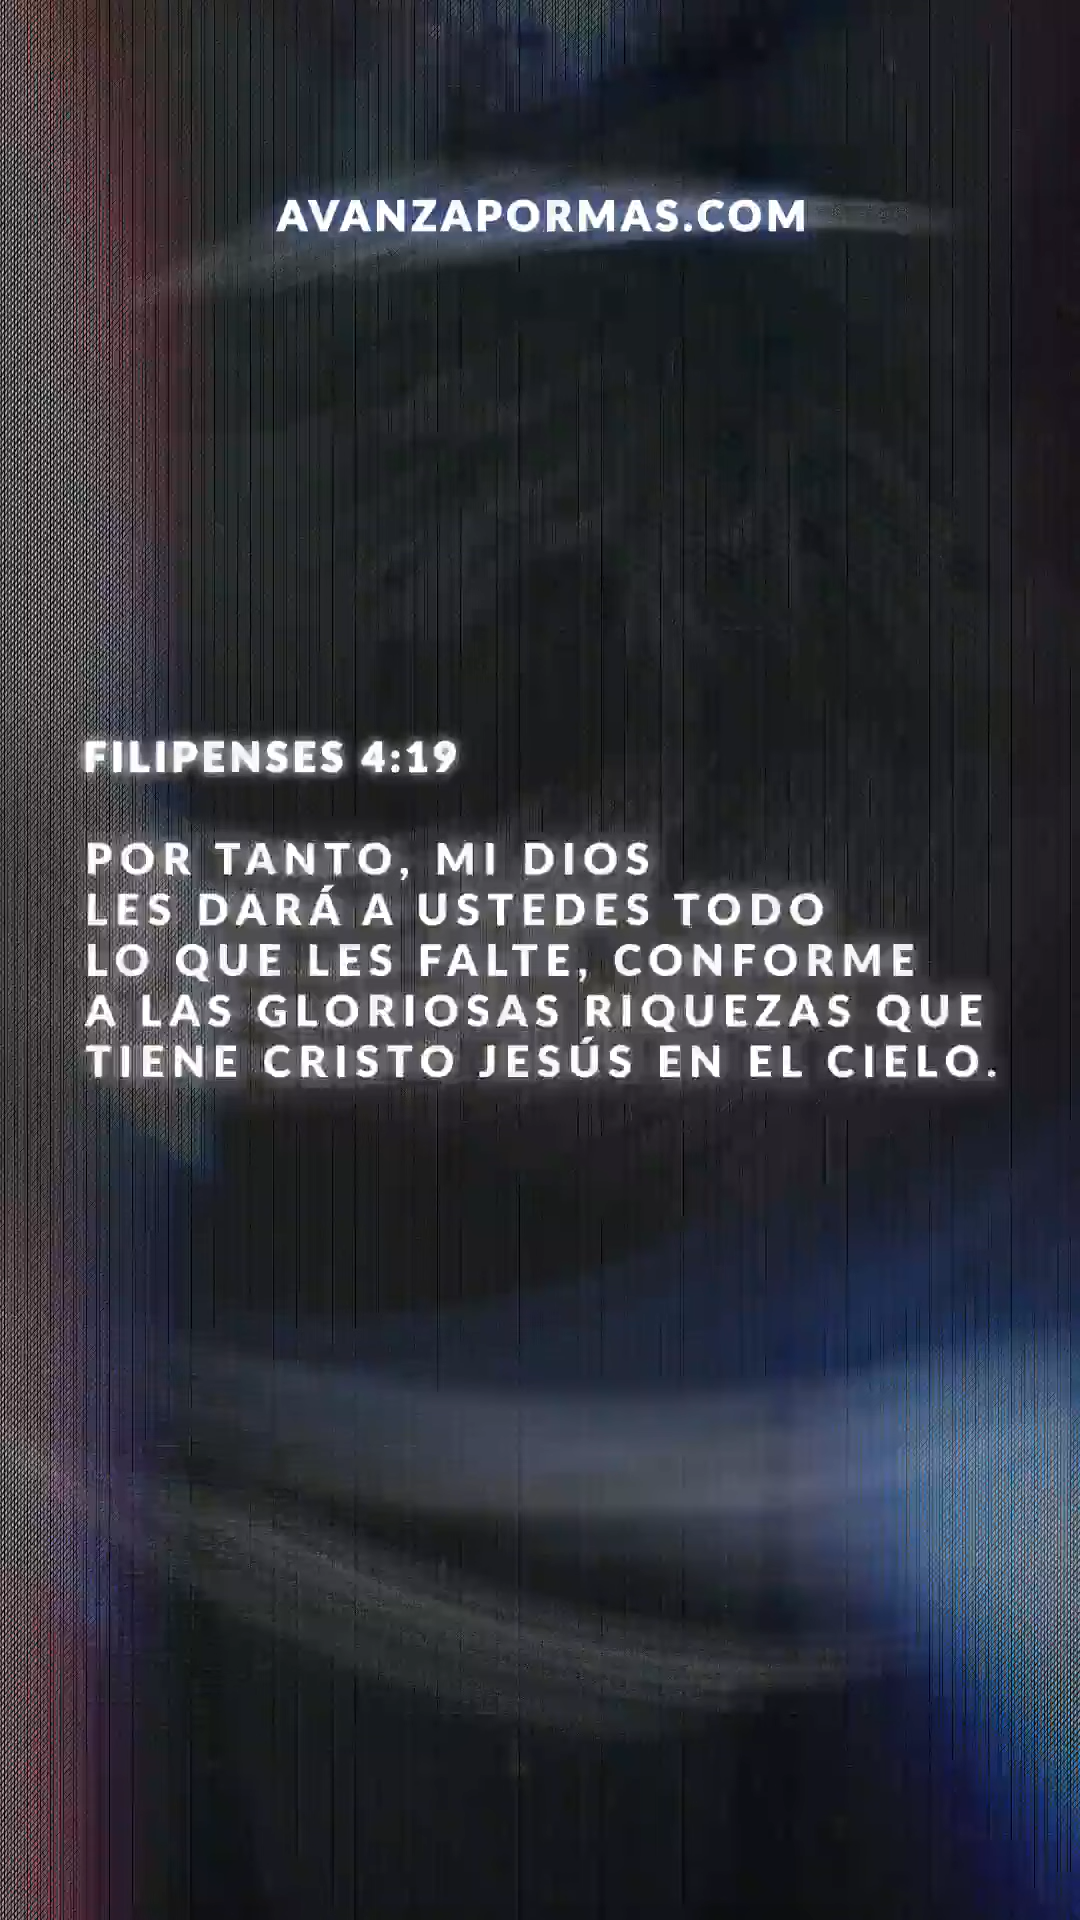 AVANZAPORMAS.COM
FILIPENSES 4:19
POR TANTO, MI DIOS
LES DARÁ A USTEDES TODO
LO QUE LES FALTE, CONFORME
A LAS GLORIOSAS RIQUEZAS QUE
TIENE CRISTO JESÚS EN EL CIELO.